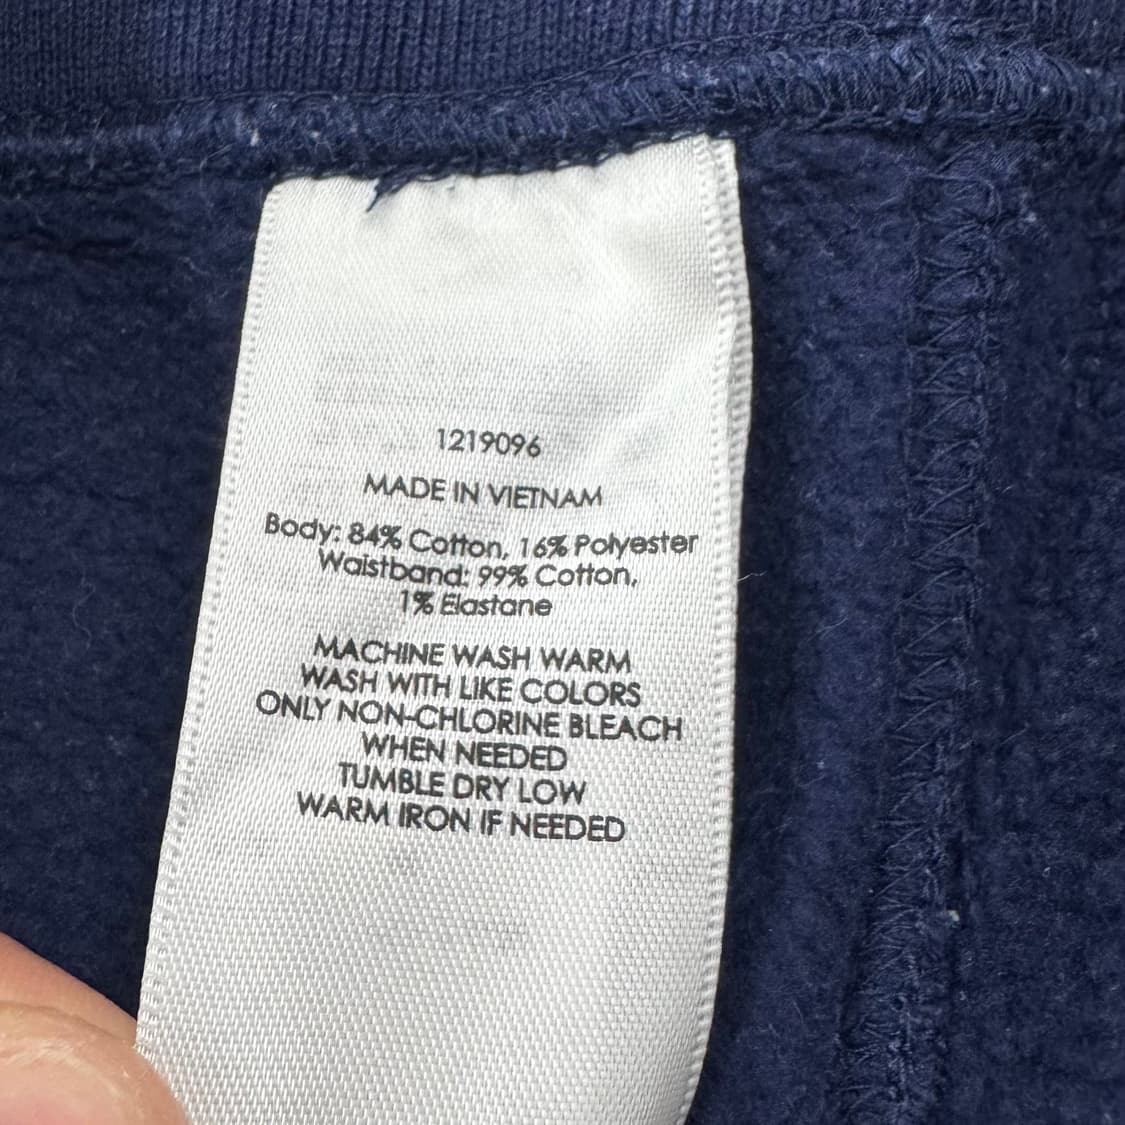 1219096
MADE IN VIETNAM
Body: 84% Cotton, 16% Polyester
Waistband: 99% Cotton,
1% Elastane
MACHINE WASH WARM
WASH WITH LIKE COLORS
ONLY NON-CHLORINE BLEACH
WHEN NEEDED
TUMBLE DRY LOW
WARM IRON IF NEEDED